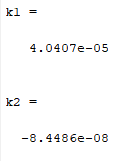 k1 =
4.0407e-05
k2 =
-8.4486e-08